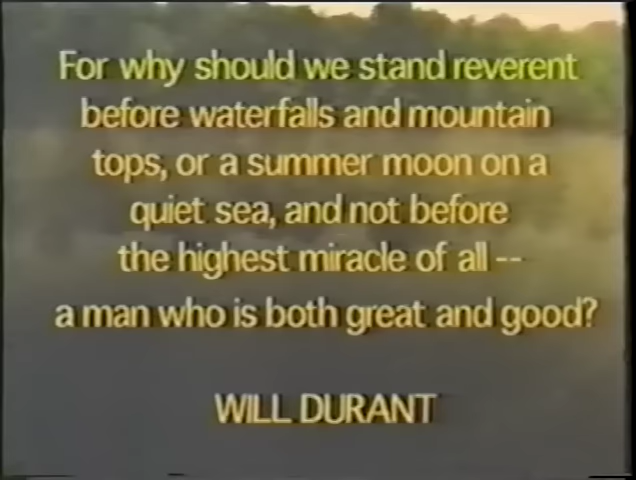 For why should we stand reverent
before waterfalls and mountain
tops, or a summer moon on a
quiet sea, and not before
the highest miracle of all --
a man who is both great and good?
WILL DURANT